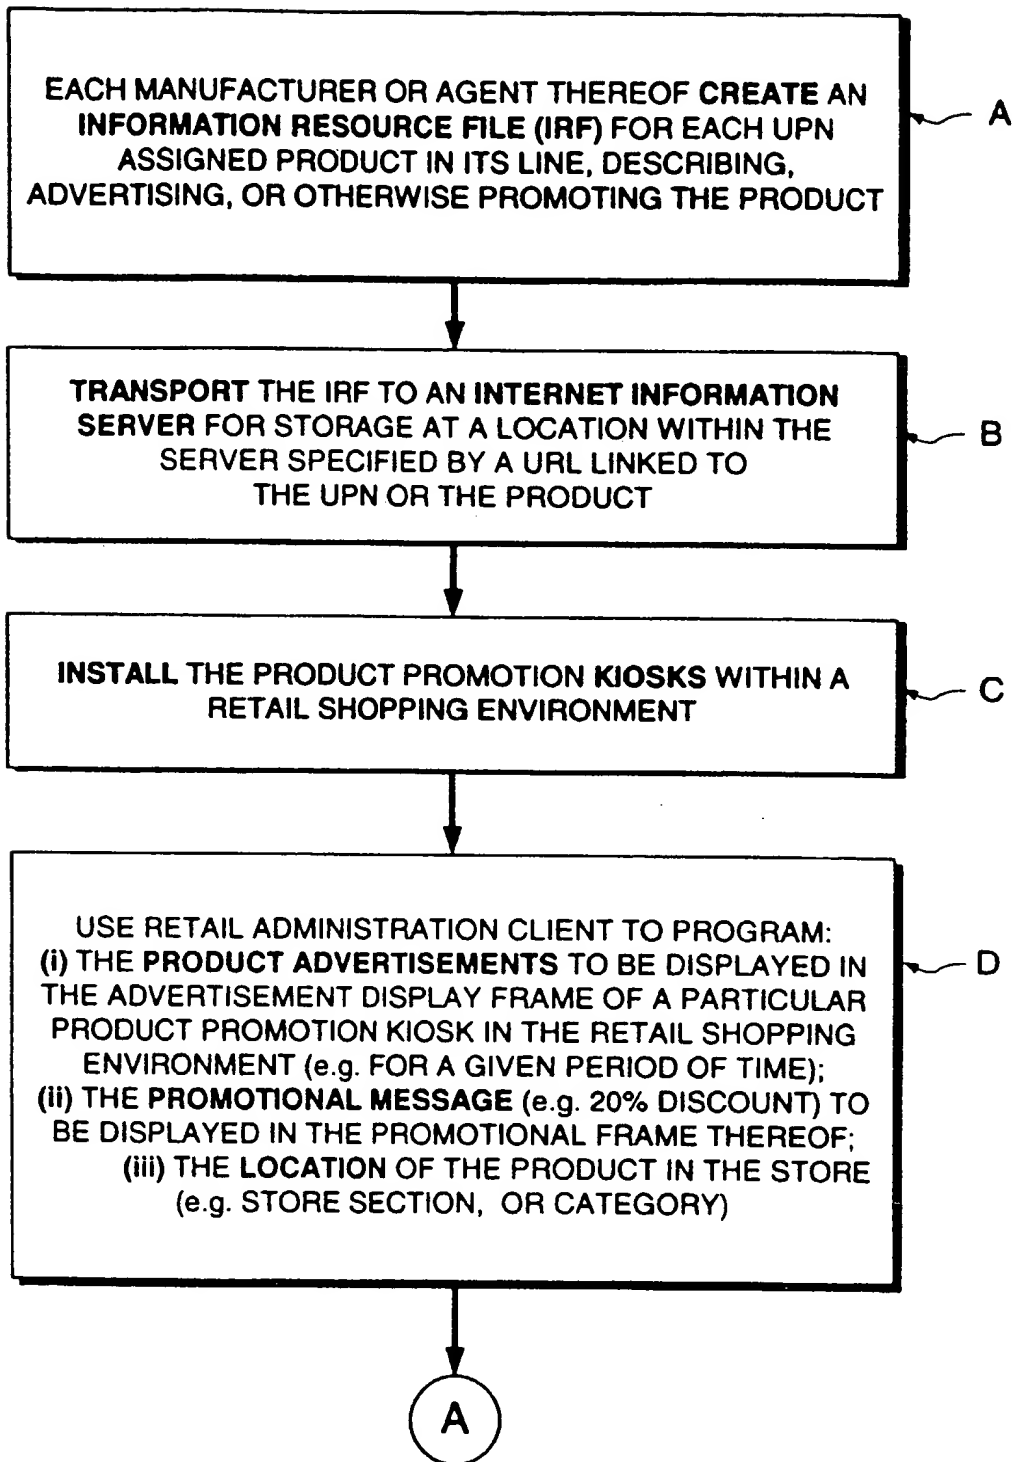 EACH MANUFACTURER OR AGENT THEREOF CREATE AN
INFORMATION RESOURCE FILE (IRF) FOR EACH UPN
ASSIGNED PRODUCT IN ITS LINE, DESCRIBING,
ADVERTISING, OR OTHERWISE PROMOTING THE PRODUCT
A
TRANSPORT THE IRF TO AN INTERNET INFORMATION
SERVER FOR STORAGE AT A LOCATION WITHIN THE
SERVER SPECIFIED BY A URL LINKED TO
THE UPN OR THE PRODUCT
B
INSTALL THE PRODUCT PROMOTION KIOSKS WITHIN A
RETAIL SHOPPING ENVIRONMENT
C
USE RETAIL ADMINISTRATION CLIENT TO PROGRAM:
(i) THE PRODUCT ADVERTISEMENTS TO BE DISPLAYED IN
THE ADVERTISEMENT DISPLAY FRAME OF A PARTICULAR
PRODUCT PROMOTION KIOSK IN THE RETAIL SHOPPING
ENVIRONMENT (e.g. FOR A GIVEN PERIOD OF TIME);
(ii) THE PROMOTIONAL MESSAGE (e.g. 20% DISCOUNT) TO
BE DISPLAYED IN THE PROMOTIONAL FRAME THEREOF;
(iii) THE LOCATION OF THE PRODUCT IN THE STORE
(e.g. STORE SECTION, OR CATEGORY)
D
A